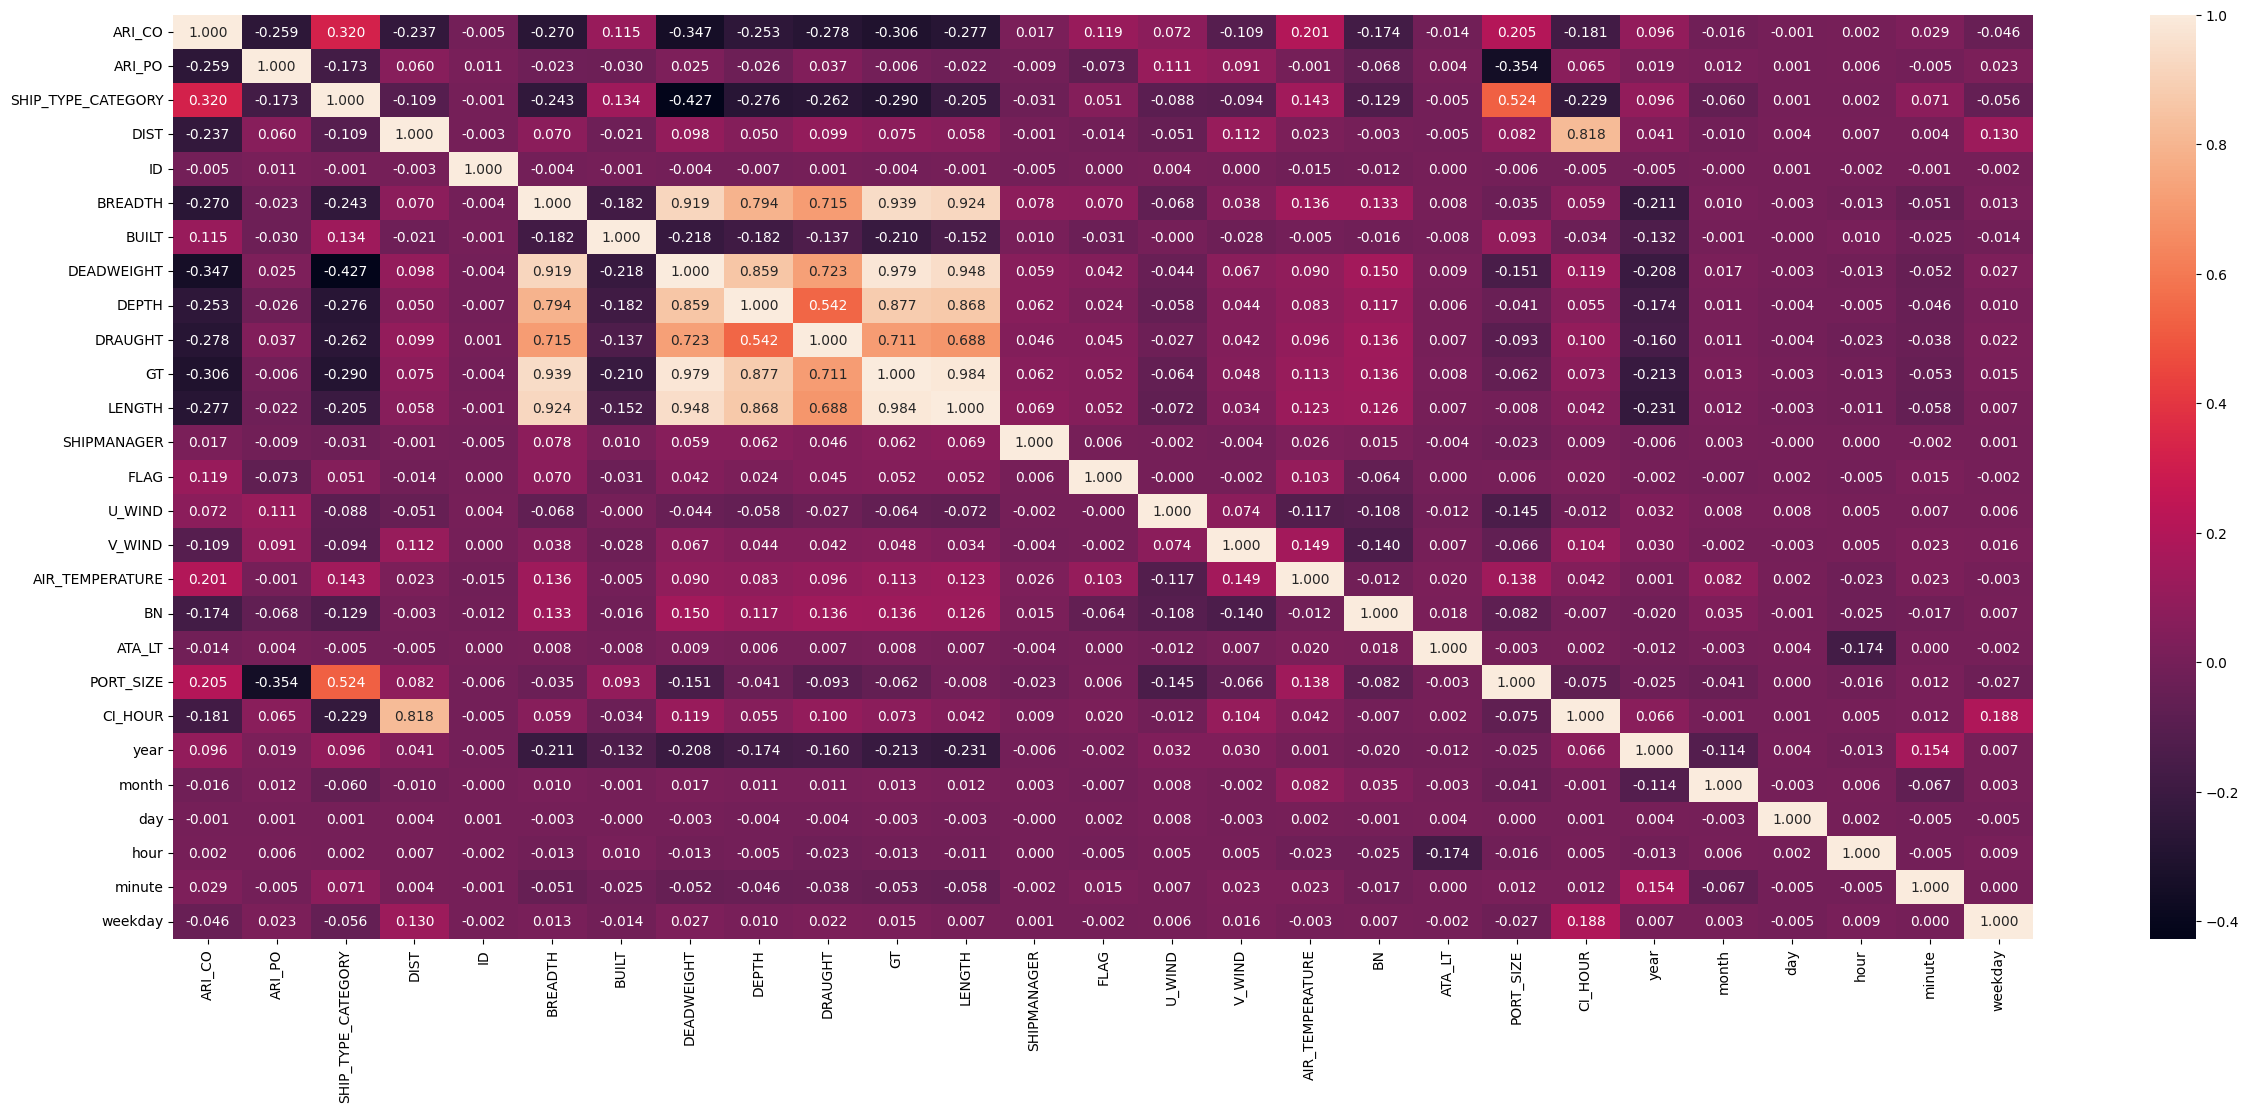 ARI_CO 1.000 -0.259 0.320 -0.237 -0.005 -0.270 0.115 -0.347 -0.253 -0.278 -0.306 -0.277 0.017 0.119 0.072 -0.109 0.201 -0.174 -0.014 0.205 -0.181 0.096 -0.016 -0.001 0.002 0.029 -0.046
ARI_PO -0.259 1.000 -0.173 0.060 0.011 -0.023 -0.030 0.025 -0.026 0.037 -0.006 -0.022 -0.009 -0.073 0.111 0.091 -0.001 -0.068 0.004 -0.354 0.065 0.019 0.012 0.001 0.006 -0.005 0.023
SHIP_TYPE_CATEGORY 0.320 -0.173 1.000 -0.109 -0.001 -0.243 0.134 -0.427 -0.276 -0.262 -0.290 -0.205 -0.031 0.051 -0.088 -0.094 0.143 -0.129 -0.005 0.524 -0.229 0.096 -0.060 0.001 0.002 0.071 -0.056
DIST -0.237 0.060 -0.109 1.000 -0.003 0.070 -0.021 0.098 0.050 0.099 0.075 0.058 -0.001 -0.014 -0.051 0.112 0.023 -0.003 -0.005 0.082 0.818 0.041 -0.010 0.004 0.007 0.004 0.130
ID -0.005 0.011 -0.001 -0.003 1.000 -0.004 -0.001 -0.004 -0.007 0.001 -0.004 -0.001 -0.005 0.000 0.004 0.000 -0.015 -0.012 0.000 -0.006 -0.005 -0.005 -0.000 0.001 -0.002 -0.001 -0.002
BREADTH -0.270 -0.023 -0.243 0.070 -0.004 1.000 -0.182 0.919 0.794 0.715 0.939 0.924 0.078 0.070 -0.068 0.038 0.136 0.133 0.008 -0.035 0.059 -0.211 0.010 -0.003 -0.013 -0.051 0.013
BUILT 0.115 -0.030 0.134 -0.021 -0.001 -0.182 1.000 -0.218 -0.182 -0.137 -0.210 -0.152 0.010 -0.031 -0.000 -0.028 -0.005 -0.016 -0.008 0.093 -0.034 -0.132 -0.001 -0.000 0.010 -0.025 -0.014
DEADWEIGHT -0.347 0.025 -0.427 0.098 -0.004 0.919 -0.218 1.000 0.859 0.723 0.979 0.948 0.059 0.042 -0.044 0.067 0.090 0.150 0.009 -0.151 0.119 -0.208 0.017 -0.003 -0.013 -0.052 0.027
DEPTH -0.253 -0.026 -0.276 0.050 -0.007 0.794 -0.182 0.859 1.000 0.542 0.877 0.868 0.062 0.024 -0.058 0.044 0.083 0.117 0.006 -0.041 0.055 -0.174 0.011 -0.004 -0.005 -0.046 0.010
DRAUGHT -0.278 0.037 -0.262 0.099 0.001 0.715 -0.137 0.723 0.542 1.000 0.711 0.688 0.046 0.045 -0.027 0.042 0.096 0.136 0.007 -0.093 0.100 -0.160 0.011 -0.004 -0.023 -0.038 0.022
GT -0.306 -0.006 -0.290 0.075 -0.004 0.939 -0.210 0.979 0.877 0.711 1.000 0.984 0.062 0.052 -0.064 0.048 0.113 0.136 0.008 -0.062 0.073 -0.213 0.013 -0.003 -0.013 -0.053 0.015
LENGTH -0.277 -0.022 -0.205 0.058 -0.001 0.924 -0.152 0.948 0.868 0.688 0.984 1.000 0.069 0.052 -0.072 0.034 0.123 0.126 0.007 -0.008 0.042 -0.231 0.012 -0.003 -0.011 -0.058 0.007
SHIPMANAGER 0.017 -0.009 -0.031 -0.001 -0.005 0.078 0.010 0.059 0.062 0.046 0.062 0.069 1.000 0.006 -0.002 -0.004 0.026 0.015 -0.004 -0.023 0.009 -0.006 0.003 -0.000 0.000 -0.002 0.001
FLAG 0.119 -0.073 0.051 -0.014 0.000 0.070 -0.031 0.042 0.024 0.045 0.052 0.052 0.006 1.000 -0.000 -0.002 0.103 -0.064 0.000 0.006 0.020 -0.002 -0.007 0.002 -0.005 0.015 -0.002
U_WIND 0.072 0.111 -0.088 -0.051 0.004 -0.068 -0.000 -0.044 -0.058 -0.027 -0.064 -0.072 -0.002 -0.000 1.000 0.074 -0.117 -0.108 -0.012 -0.145 -0.012 0.032 0.008 0.008 0.005 0.007 0.006
V_WIND -0.109 0.091 -0.094 0.112 0.000 0.038 -0.028 0.067 0.044 0.042 0.048 0.034 -0.004 -0.002 0.074 1.000 0.149 -0.140 0.007 -0.066 0.104 0.030 -0.002 -0.003 0.005 0.023 0.016
AIR_TEMPERATURE 0.201 -0.001 0.143 0.023 -0.015 0.136 -0.005 0.090 0.083 0.096 0.113 0.123 0.026 0.103 -0.117 0.149 1.000 -0.012 0.020 0.138 0.042 0.001 0.082 0.002 -0.023 0.023 -0.003
BN -0.174 -0.068 -0.129 -0.003 -0.012 0.133 -0.016 0.150 0.117 0.136 0.136 0.126 0.015 -0.064 -0.108 -0.140 -0.012 1.000 0.018 -0.082 -0.007 -0.020 0.035 -0.001 -0.025 -0.017 0.007
ATA_LT -0.014 0.004 -0.005 -0.005 0.000 0.008 -0.008 0.009 0.006 0.007 0.008 0.007 -0.004 0.000 -0.012 0.007 0.020 0.018 1.000 -0.003 0.002 -0.012 -0.003 0.004 -0.174 0.000 -0.002
PORT_SIZE 0.205 -0.354 0.524 0.082 -0.006 -0.035 0.093 -0.151 -0.041 -0.093 -0.062 -0.008 -0.023 0.006 -0.145 -0.066 0.138 -0.082 -0.003 1.000 -0.075 -0.025 -0.041 0.000 -0.016 0.012 -0.027
CI_HOUR -0.181 0.065 -0.229 0.818 -0.005 0.059 -0.034 0.119 0.055 0.100 0.073 0.042 0.009 0.020 -0.012 0.104 0.042 -0.007 0.002 -0.075 1.000 0.066 -0.001 0.001 0.005 0.012 0.188
year 0.096 0.019 0.096 0.041 -0.005 -0.211 -0.132 -0.208 -0.174 -0.160 -0.213 -0.231 -0.006 -0.002 0.032 0.030 0.001 -0.020 -0.012 -0.025 0.066 1.000 -0.114 0.004 -0.013 0.154 0.007
month -0.016 0.012 -0.060 -0.010 -0.000 0.010 -0.001 0.017 0.011 0.011 0.013 0.012 0.003 -0.007 0.008 -0.002 0.082 0.035 -0.003 -0.041 -0.001 -0.114 1.000 -0.003 0.006 -0.067 0.003
day -0.001 0.001 0.001 0.004 0.001 -0.003 -0.000 -0.003 -0.004 -0.004 -0.003 -0.003 -0.000 0.002 0.008 -0.003 0.002 -0.001 0.004 0.000 0.001 0.004 -0.003 1.000 0.002 -0.005 -0.005
hour 0.002 0.006 0.002 0.007 -0.002 -0.013 0.010 -0.013 -0.005 -0.023 -0.013 -0.011 0.000 -0.005 0.005 0.005 -0.023 -0.025 -0.174 -0.016 0.005 -0.013 0.006 0.002 1.000 -0.005 0.009
minute 0.029 -0.005 0.071 0.004 -0.001 -0.051 -0.025 -0.052 -0.046 -0.038 -0.053 -0.058 -0.002 0.015 0.007 0.023 0.023 -0.017 0.000 0.012 0.012 0.154 -0.067 -0.005 -0.005 1.000 0.000
weekday -0.046 0.023 -0.056 0.130 -0.002 0.013 -0.014 0.027 0.010 0.022 0.015 0.007 0.001 -0.002 0.006 0.016 -0.003 0.007 -0.002 -0.027 0.188 0.007 0.003 -0.005 0.009 0.000 1.000
ARI_CO ARI_PO SHIP_TYPE_CATEGORY DIST ID BREADTH BUILT DEADWEIGHT DEPTH DRAUGHT GT LENGTH SHIPMANAGER FLAG U_WIND V_WIND AIR_TEMPERATURE BN ATA_LT PORT_SIZE CI_HOUR year month day hour minute weekday
1.0
0.8
0.6
0.4
0.2
0.0
−0.2
−0.4